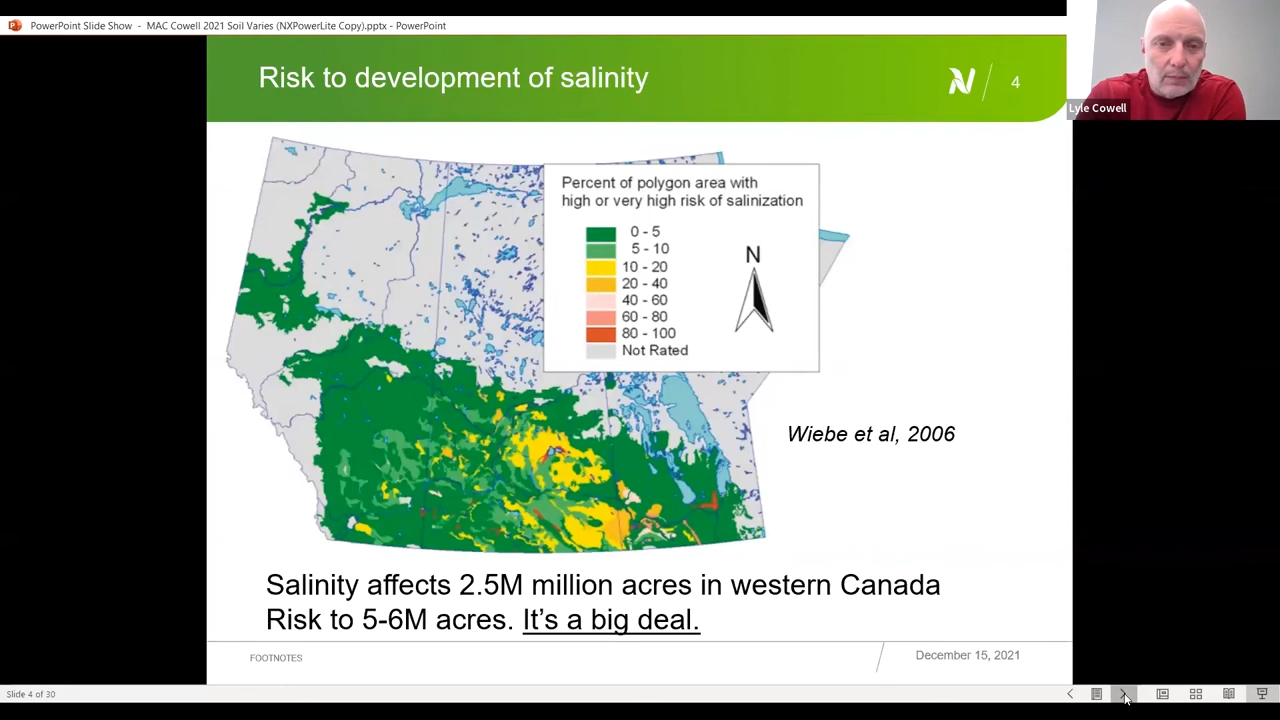 PowerPoint Slide Show - MAC Cowell 2021 Soil Varies (NXPowerLite Copy).pptx - PowerPoint
Risk to development of salinity
4
Lyle Cowell
Percent of polygon area with
high or very high risk of salinization
0 - 5
5 - 10
10 - 20
20 - 40
40 - 60
60 - 80
80 - 100
Not Rated
N
Wiebe et al, 2006
Salinity affects 2.5M million acres in western Canada
Risk to 5-6M acres. It's a big deal.
FOOTNOTES
December 15, 2021
Slide 4 of 30